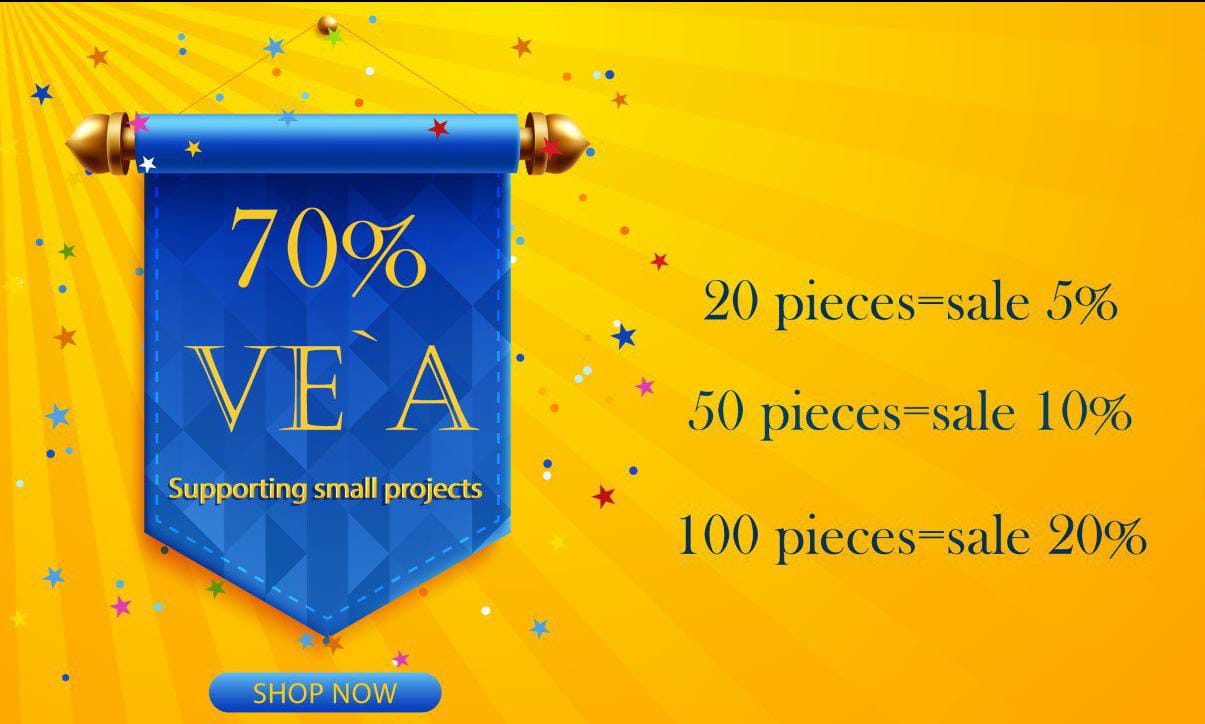 70%
VE` A
Supporting small projects
SHOP NOW
20 pieces=sale 5%
50 pieces=sale 10%
100 pieces=sale 20%